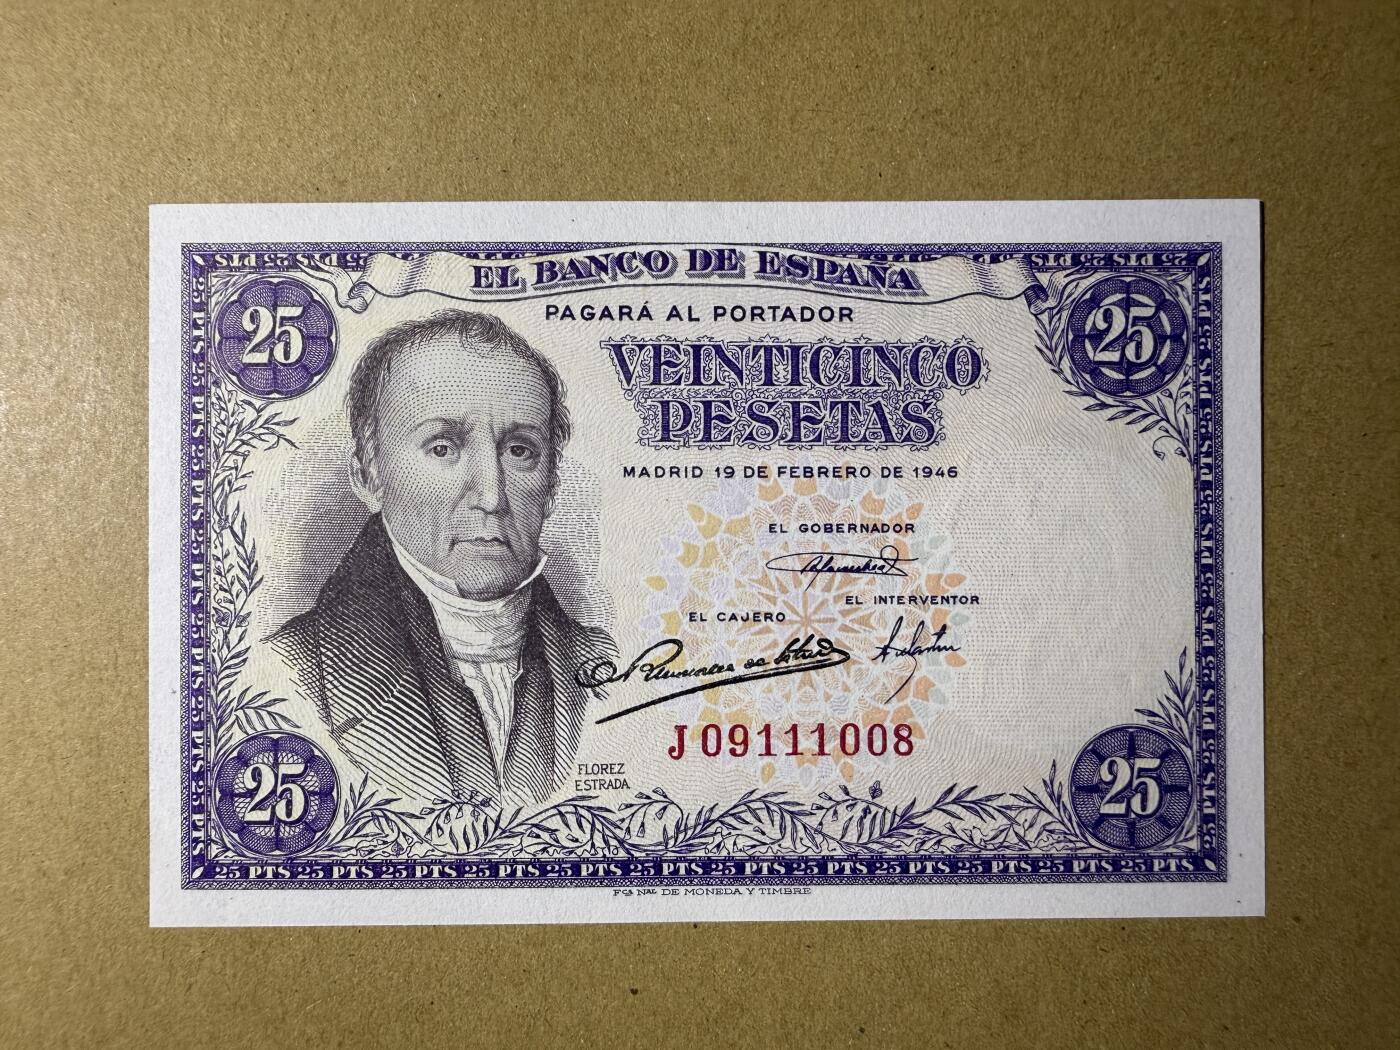 EL BANCO DE ESPAÑA
25 25
PAGARÁ AL PORTADOR
VEINTICINCO
PESETAS
MADRID 19 DE FEBRERO DE 1946
EL GOBERNADOR
EL INTERVENTOR
EL CAJERO
J 09111008
FLOREZ
ESTRADA
25 25
25 PTS 25 PTS 25 PTS 25 PTS 25 PTS 25 PTS 25 PTS 25 PTS 25 PTS 25 PTS 25 PTS 25 PTS
Fca NAL DE MONEDA Y TIMBRE